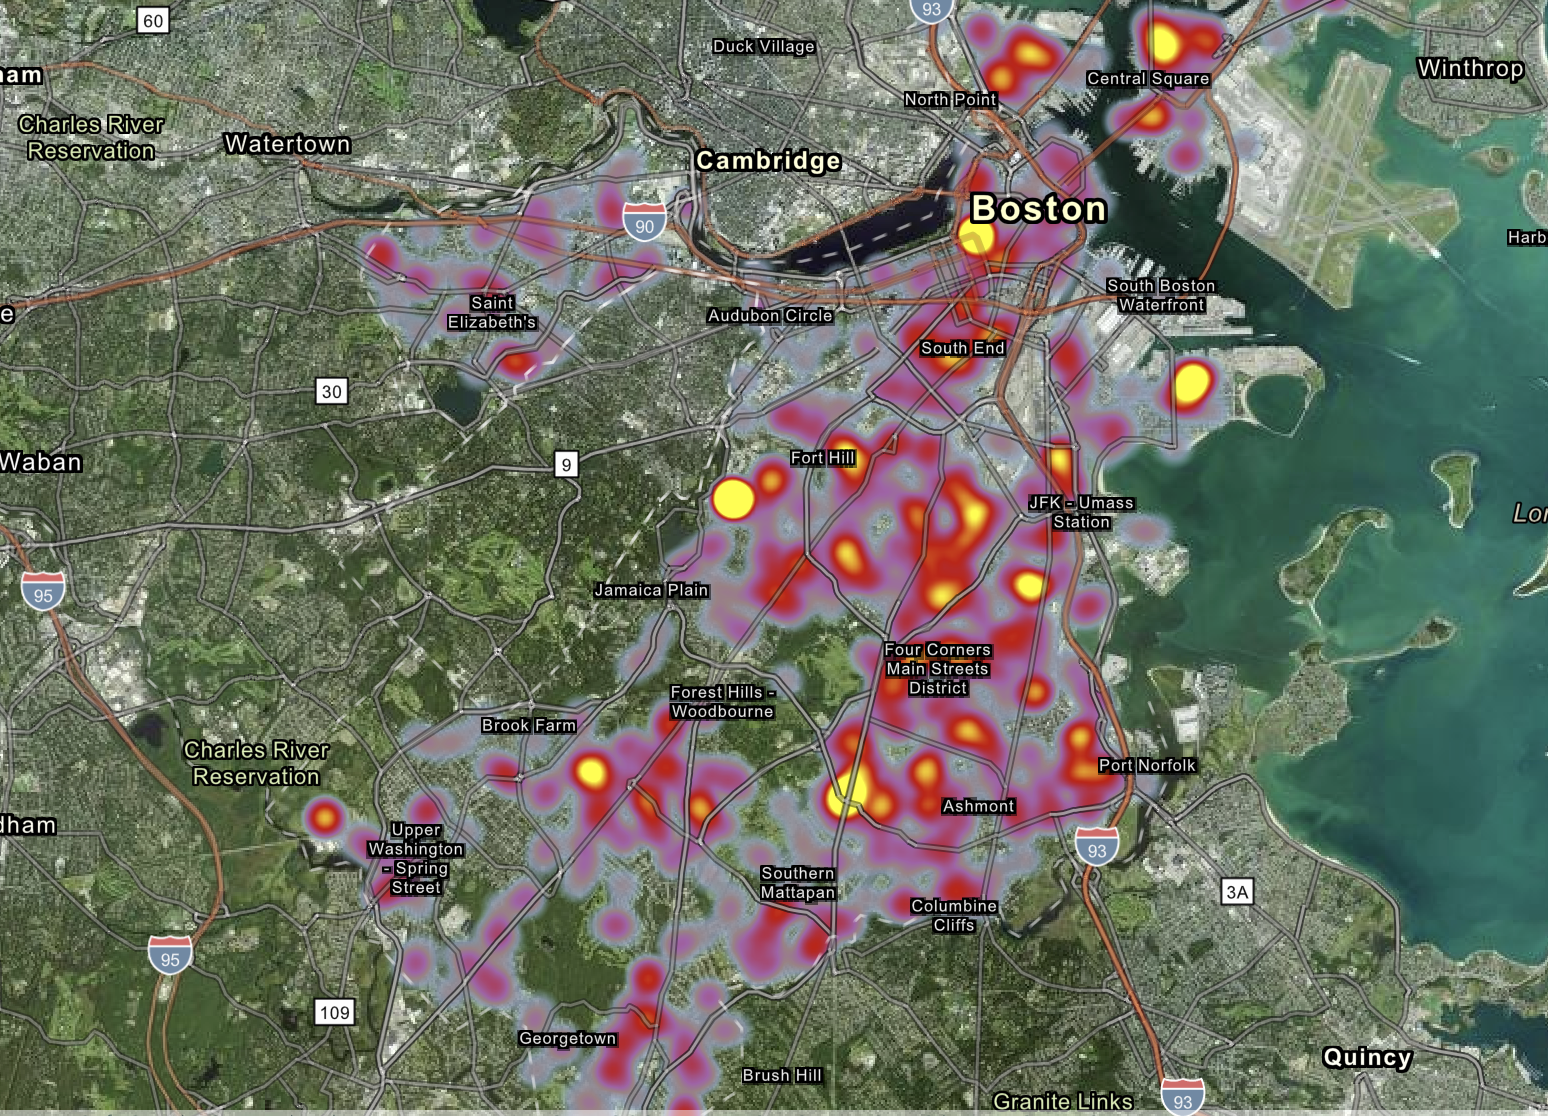 60
93
Duck Village
Winthrop
ham
Central Square
North Point
Charles River
Reservation
Watertown
Cambridge
Boston
90
Harb
South Boston
Waterfront
Saint
Elizabeth's
e
Audubon Circle
South End
30
Waban
9
Fort Hill
JFK - Umass
Station
Lon
95
Jamaica Plain
Four Corners
Main Streets
District
Forest Hills -
Woodbourne
Brook Farm
Charles River
Reservation
Port Norfolk
Ashmont
dham
Upper
Washington
- Spring
Street
93
Southern
Mattapan
3A
Columbine
Cliffs
95
109
Georgetown
Quincy
Brush Hill
Granite Links
93